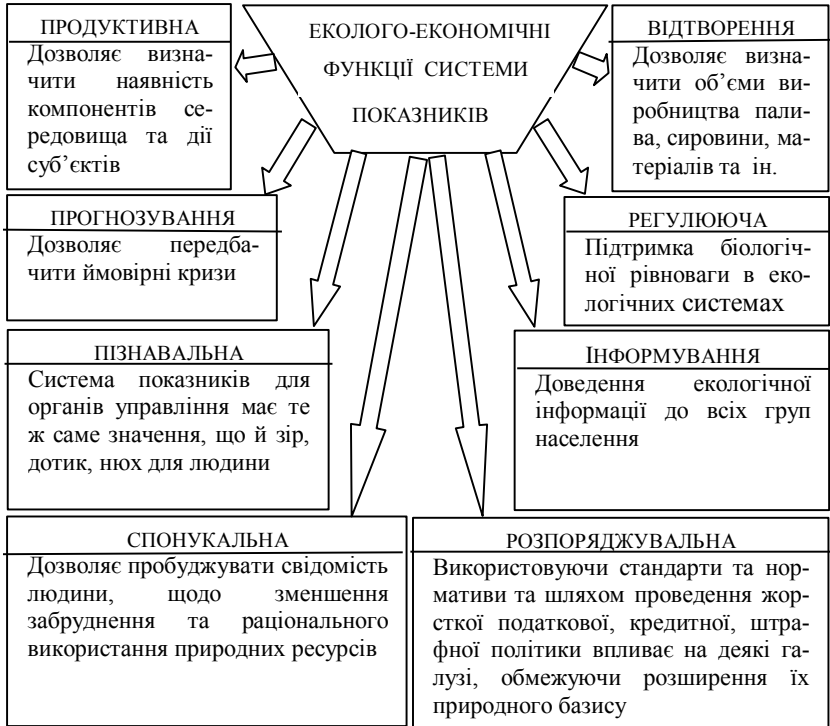 ЕКОЛОГО-ЕКОНОМІЧНІ
ФУНКЦІЇ СИСТЕМИ
ПОКАЗНИКІВ
ПРОДУКТИВНА
Дозволяє визна-
чити наявність
компонентів се-
редовища та дії
суб’єктів
ВІДТВОРЕННЯ
Дозволяє визна-
чити об’єми ви-
робництва пали-
ва, сировини, ма-
теріалів та ін.
ПРОГНОЗУВАННЯ
Дозволяє передба-
чити ймовірні кризи
РЕГУЛЮЮЧА
Підтримка біологіч-
ної рівноваги в еко-
логічних системах
ПІЗНАВАЛЬНА
Система показників для
органів управління має те
ж саме значення, що й зір,
дотик, нюх для людини
ІНФОРМУВАННЯ
Доведення екологічної
інформації до всіх груп
населення
СПОНУКАЛЬНА
Дозволяє пробуджувати свідомість
людини, щодо зменшення
забруднення та раціонального
використання природних ресурсів
РОЗПОРЯДЖУВАЛЬНА
Використовуючи стандарти та нор-
мативи та шляхом проведення жор-
сткої податкової, кредитної, штра-
фної політики впливає на деякі га-
лузі, обмежуючи розширення їх
природного базису